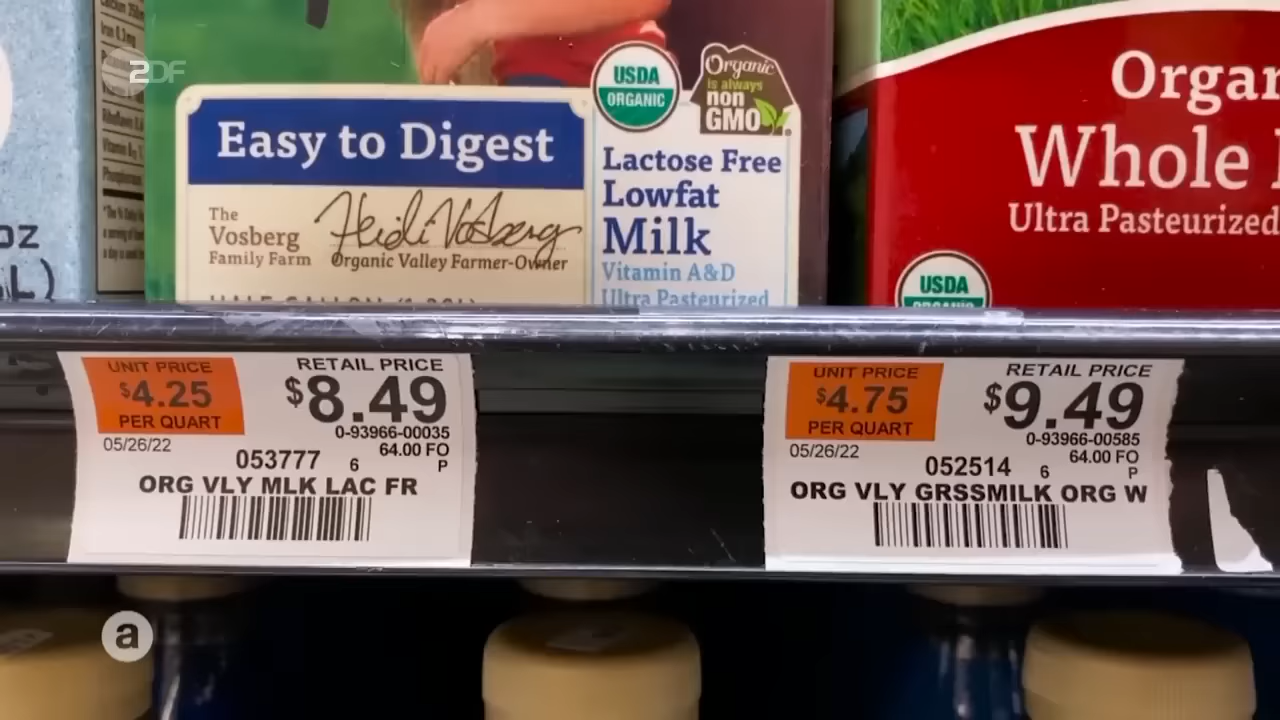 2DF
oz
Easy to Digest
The
Vosberg
Family Farm
Heidi Vosberg
Organic Valley Farmer-Owner
USDA
ORGANIC
Organic
is always
non
GMO
Lactose Free
Lowfat
Milk
Vitamin A&D
Ultra Pasteurized
Whole
Ultra Pasteurized
USDA
ORGANIC
UNIT PRICE
$4.25
PER QUART
05/26/22
RETAIL PRICE
$8.49
0-93966-00035
64.00 FO
053777 6 P
ORG VLY MLK LAC FR
UNIT PRICE
$4.75
PER QUART
05/26/22
RETAIL PRICE
$9.49
0-93966-00585
64.00 FO
052514 6 P
ORG VLY GRSSMILK ORG W
a